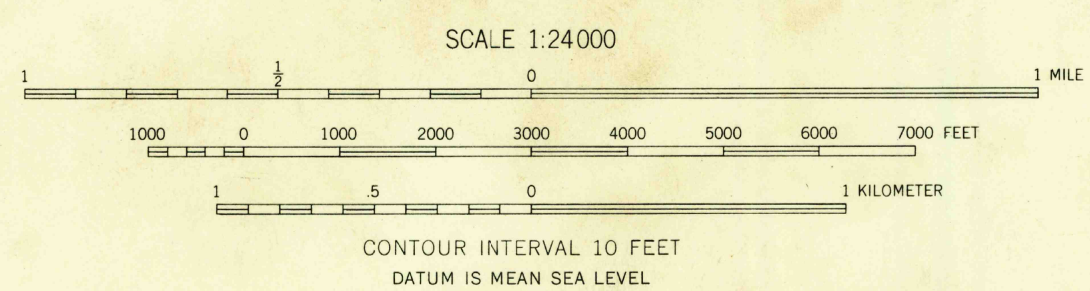 SCALE 1:24000
1 1/2 0 1 MILE
1000 0 1000 2000 3000 4000 5000 6000 7000 FEET
1 .5 0 1 KILOMETER
CONTOUR INTERVAL 10 FEET
DATUM IS MEAN SEA LEVEL